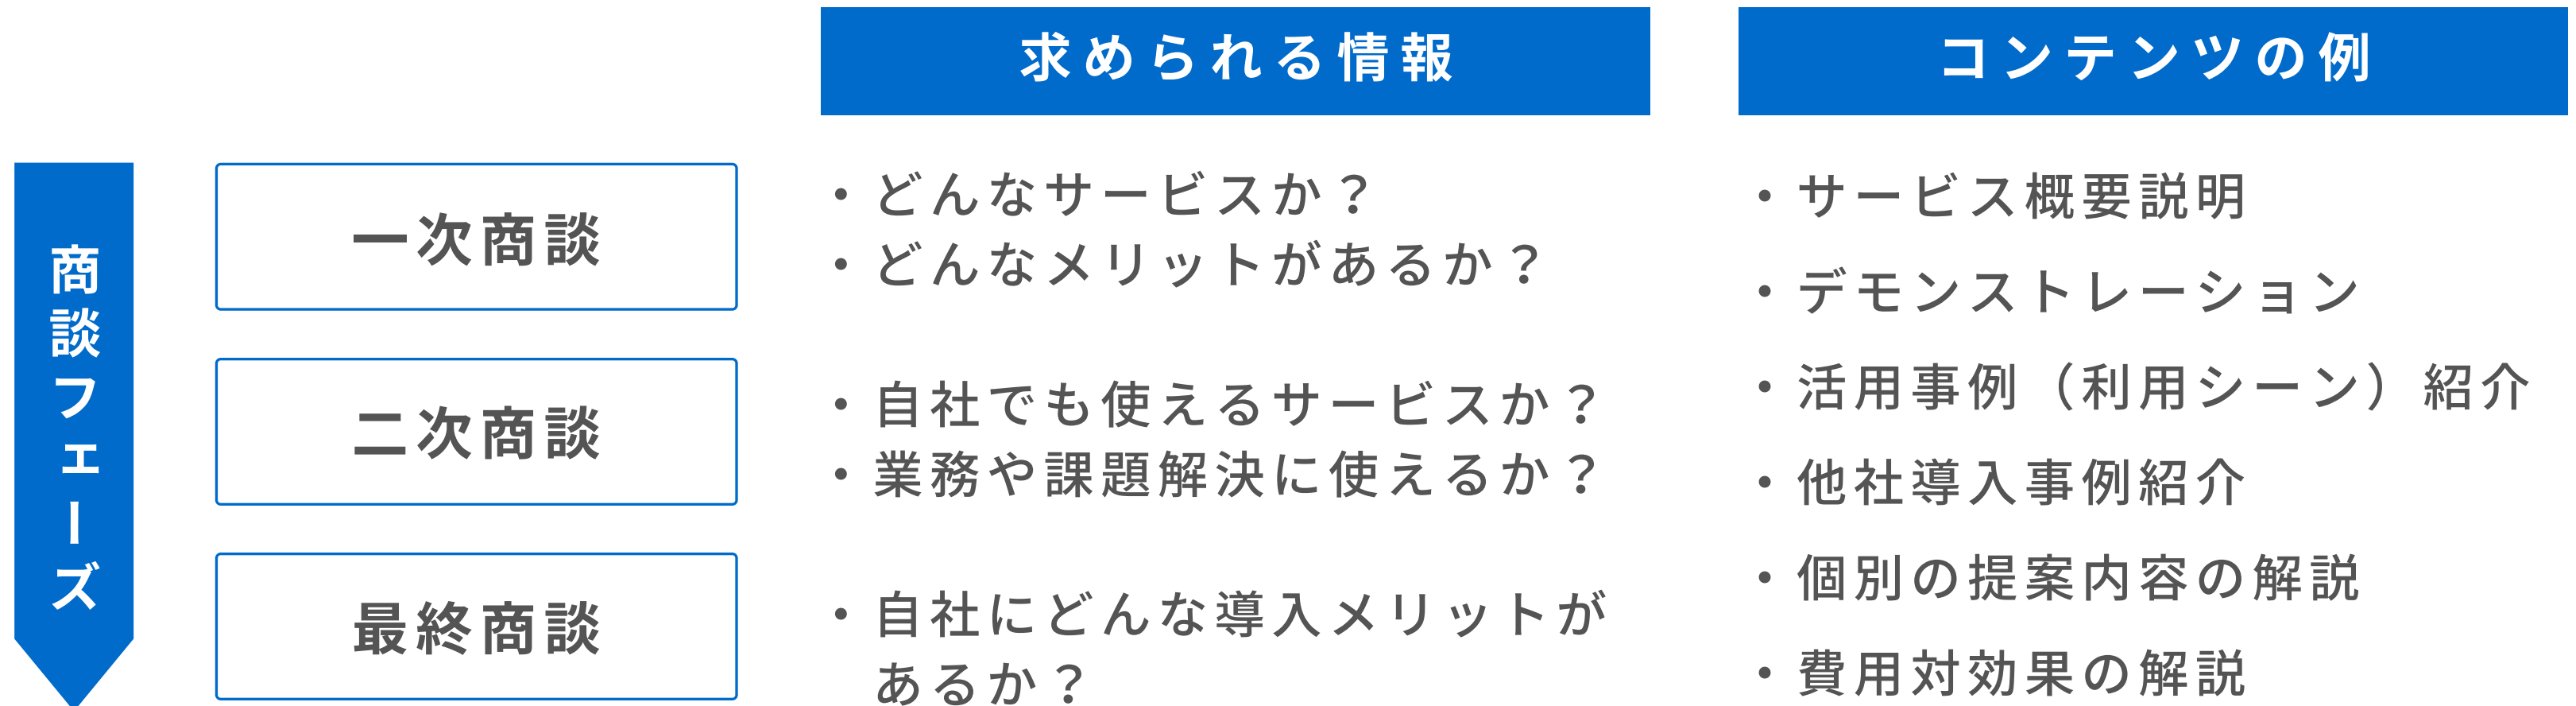 求められる情報
コンテンツの例
商談フェーズ
一次商談
・どんなサービスか？
・どんなメリットがあるか？
二次商談
・自社でも使えるサービスか？
・業務や課題解決に使えるか？
最終商談
・自社にどんな導入メリットが
あるか？
・サービス概要説明
・デモンストレーション
・活用事例（利用シーン）紹介
・他社導入事例紹介
・個別の提案内容の解説
・費用対効果の解説